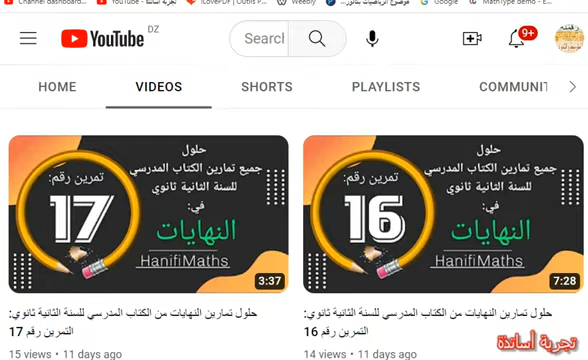 Channel dashboard...
YouTube - تجربة أساتذة
iLovePDF | Outils P...
Weebly
موضوع الرياضيات بكالور...
Google
MathType demo - E...
YouTube DZ
Search
9+
HOME VIDEOS SHORTS PLAYLISTS COMMUNIT
حلول
جميع تمارين الكتاب المدرسي
للسنة الثانية ثانوي
في:
النهايات
HanifiMaths
تمرين رقم:
17
3:37
حلول تمارين النهايات من الكتاب المدرسي للسنة الثانية ثانوي:
التمرين رقم 17
15 views • 11 days ago
حلول
جميع تمارين الكتاب المدرسي
للسنة الثانية ثانوي
في:
النهايات
HanifiMaths
تمرين رقم:
16
7:28
حلول تمارين النهايات من الكتاب المدرسي للسنة الثانية ثانوي:
التمرين رقم 16
14 views • 11 days ago
تجربة أساتذة